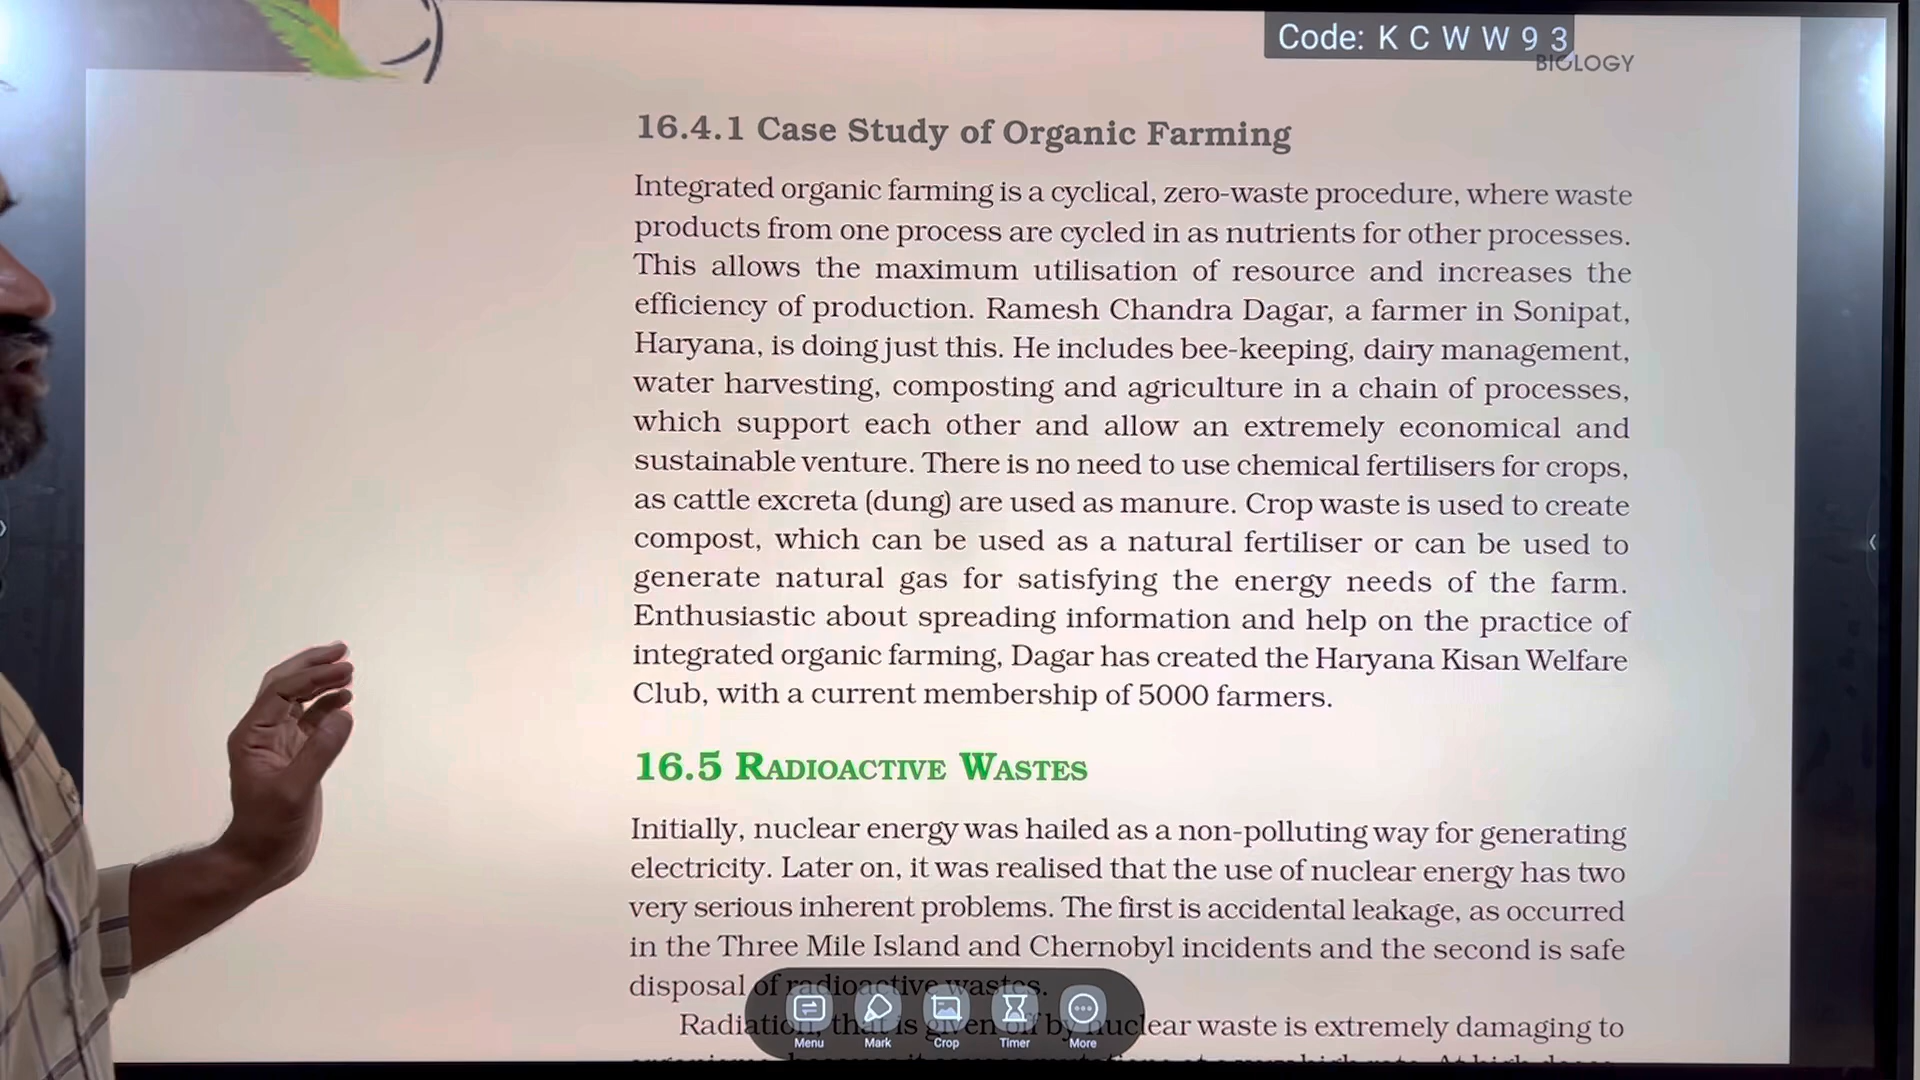 Code: K C W W 9 3
BIOLOGY
16.4.1 Case Study of Organic Farming
Integrated organic farming is a cyclical, zero-waste procedure, where waste
products from one process are cycled in as nutrients for other processes.
This allows the maximum utilisation of resource and increases the
efficiency of production. Ramesh Chandra Dagar, a farmer in Sonipat,
Haryana, is doing just this. He includes bee-keeping, dairy management,
water harvesting, composting and agriculture in a chain of processes,
which support each other and allow an extremely economical and
sustainable venture. There is no need to use chemical fertilisers for crops,
as cattle excreta (dung) are used as manure. Crop waste is used to create
compost, which can be used as a natural fertiliser or can be used to
generate natural gas for satisfying the energy needs of the farm.
Enthusiastic about spreading information and help on the practice of
integrated organic farming, Dagar has created the Haryana Kisan Welfare
Club, with a current membership of 5000 farmers.
16.5 RADIOACTIVE WASTES
Initially, nuclear energy was hailed as a non-polluting way for generating
electricity. Later on, it was realised that the use of nuclear energy has two
very serious inherent problems. The first is accidental leakage, as occurred
in the Three Mile Island and Chernobyl incidents and the second is safe
disposal of radioactive wastes.
Radiation, that is given off by nuclear waste is extremely damaging to
Menu Mark Crop Timer More